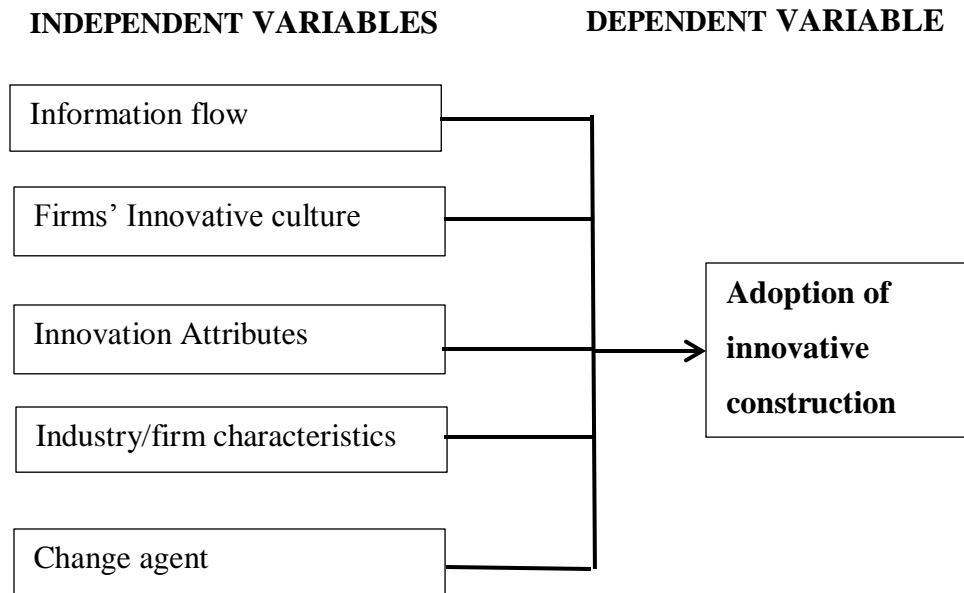 INDEPENDENT VARIABLES
DEPENDENT VARIABLE
Information flow
Firms’ Innovative culture
Innovation Attributes
Industry/firm characteristics
Change agent
Adoption of
innovative
construction